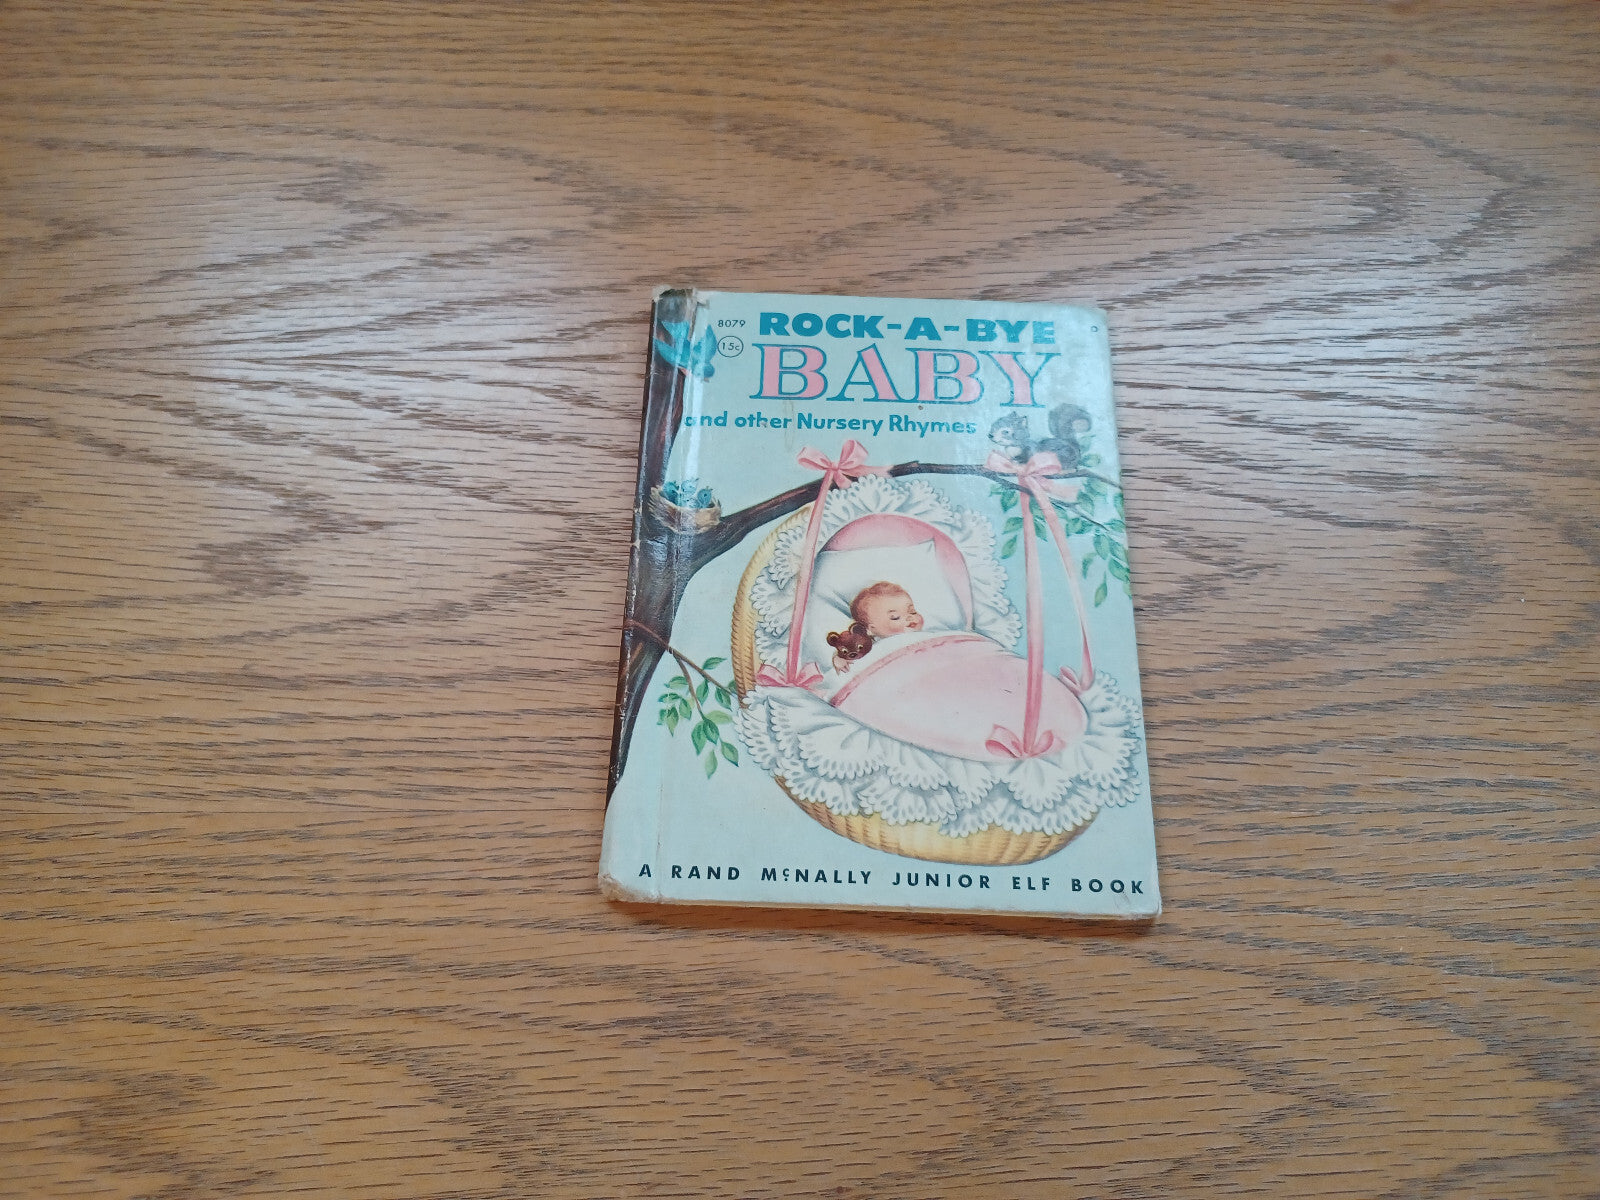 8079
15c
ROCK-A-BYE
BABY
and other Nursery Rhymes
A RAND McNALLY JUNIOR ELF BOOK